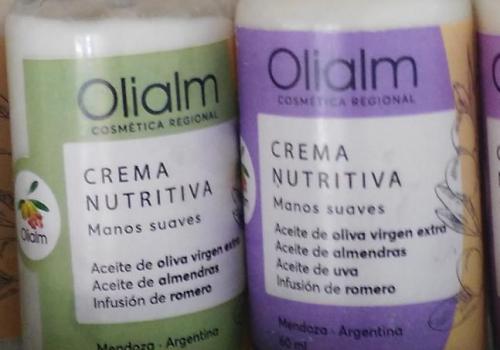 Olialm
COSMÉTICA REGIONAL
CREMA
NUTRITIVA
Manos suaves
Aceite de oliva virgen extra
Aceite de almendras
Infusión de romero
Mendoza - Argentina
Olialm
Olialm
COSMÉTICA REGIONAL
CREMA
NUTRITIVA
Manos suaves
Aceite de oliva virgen extra
Aceite de almendras
Aceite de uva
Infusión de romero
Mendoza - Argentina
60 ml